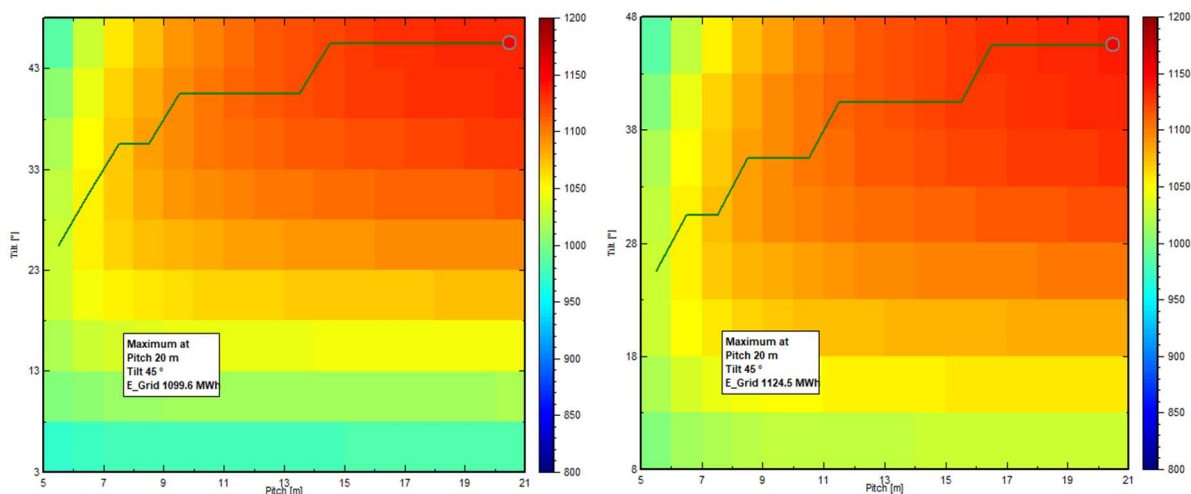 43
33
23
13
3
Tilt [°]
Maximum at
Pitch 20 m
Tilt 45 °
E_Grid 1099.6 MWh
5 7 9 11 13 15 17 19 21
Pitch [m]
1200
1150
1100
1050
1000
950
900
850
800
48
38
28
18
8
Tilt [°]
Maximum at
Pitch 20 m
Tilt 45 °
E_Grid 1124.5 MWh
5 7 9 11 13 15 17 19 21
Pitch [m]
1200
1150
1100
1050
1000
950
900
850
800